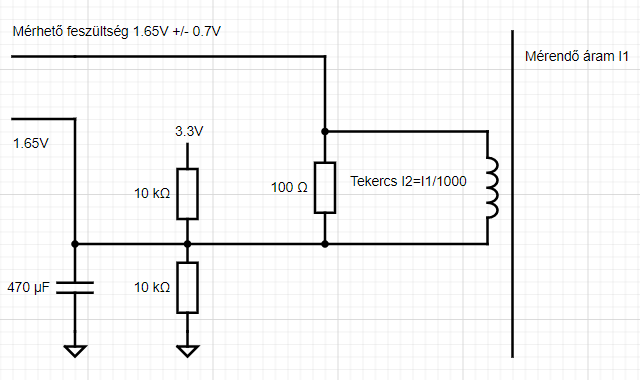 Mérhető feszültség 1.65V +/- 0.7V
Mérendő áram I1
3.3V
1.65V
10 kΩ
100 Ω
Tekercs I2=I1/1000
470 µF
10 kΩ